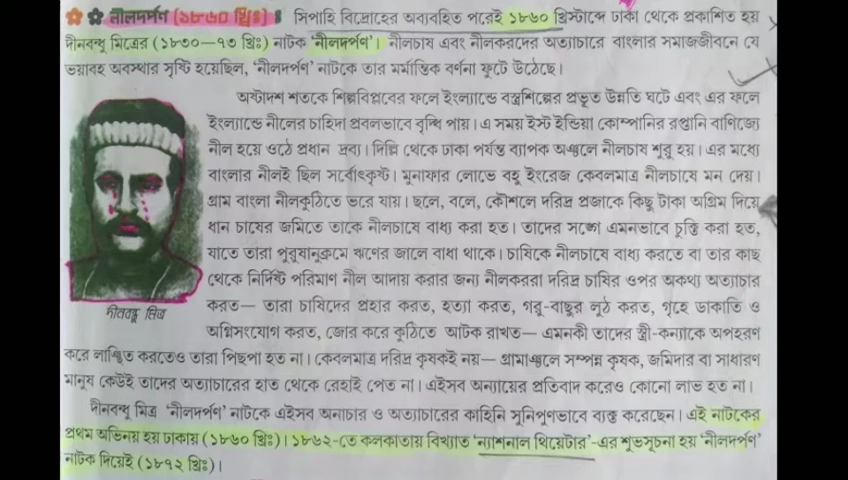 নীলদর্পণ (১৮৬০ খ্রিঃ) : সিপাহি বিদ্রোহের অব্যবহিত পরেই ১৮৬০ খ্রিস্টাব্দে ঢাকা থেকে প্রকাশিত হয়
দীনবন্ধু মিত্রের (১৮৩০—৭৩ খ্রিঃ) নাটক 'নীলদর্পণ'। নীলচাষ এবং নীলকরদের অত্যাচারে বাংলার সমাজজীবনে যে
ভয়াবহ অবস্থার সৃষ্টি হয়েছিল, 'নীলদর্পণ' নাটকে তার মর্মান্তিক বর্ণনা ফুটে উঠেছে।
অষ্টাদশ শতকে শিল্পবিপ্লবের ফলে ইংল্যান্ডে বস্ত্রশিল্পের প্রভূত উন্নতি ঘটে এবং এর ফলে
ইংল্যান্ডে নীলের চাহিদা প্রবলভাবে বৃদ্ধি পায়। এ সময় ইস্ট ইন্ডিয়া কোম্পানির রপ্তানি বাণিজ্যে
নীল হয়ে ওঠে প্রধান দ্রব্য। দিল্লি থেকে ঢাকা পর্যন্ত ব্যাপক অঞ্চলে নীলচাষ শুরু হয়। এর মধ্যে
বাংলার নীলই ছিল সর্বোৎকৃষ্ট। মুনাফার লোভে বহু ইংরেজ কেবলমাত্র নীলচাষে মন দেয়।
গ্রাম বাংলা নীলকুঠিতে ভরে যায়। ছলে, বলে, কৌশলে দরিদ্র প্রজাকে কিছু টাকা অগ্রিম দিয়ে
ধান চাষের জমিতে তাকে নীলচাষে বাধ্য করা হত। তাদের সঙ্গে এমনভাবে চুক্তি করা হত,
যাতে তারা পুরুষানুক্রমে ঋণের জালে বাধা থাকে। চাষিকে নীলচাষে বাধ্য করতে বা তার কাছ
থেকে নির্দিষ্ট পরিমাণ নীল আদায় করার জন্য নীলকররা দরিদ্র চাষির ওপর অকথ্য অত্যাচার
করত— তারা চাষিদের প্রহার করত, হত্যা করত, গরু-বাছুর লুঠ করত, গৃহে ডাকাতি ও
দীনবন্ধু মিত্র
অগ্নিসংযোগ করত, জোর করে কুঠিতে আটক রাখত— এমনকী তাদের স্ত্রী-কন্যাকে অপহরণ
করে লাঞ্ছিত করতেও তারা পিছপা হত না। কেবলমাত্র দরিদ্র কৃষকই নয়— গ্রামাঞ্চলে সম্পন্ন কৃষক, জমিদার বা সাধারণ
মানুষ কেউই তাদের অত্যাচারের হাত থেকে রেহাই পেত না। এইসব অন্যায়ের প্রতিবাদ করেও কোনো লাভ হত না।
দীনবন্ধু মিত্র 'নীলদর্পণ' নাটকে এইসব অনাচার ও অত্যাচারের কাহিনি সুনিপুণভাবে ব্যক্ত করেছেন। এই নাটকের
প্রথম অভিনয় হয় ঢাকায় (১৮৬০ খ্রিঃ)। ১৮৬২-তে কলকাতায় বিখ্যাত 'ন্যাশনাল থিয়েটার'-এর শুভসূচনা হয় 'নীলদর্পণ'
নাটক দিয়েই (১৮৭২ খ্রিঃ)।